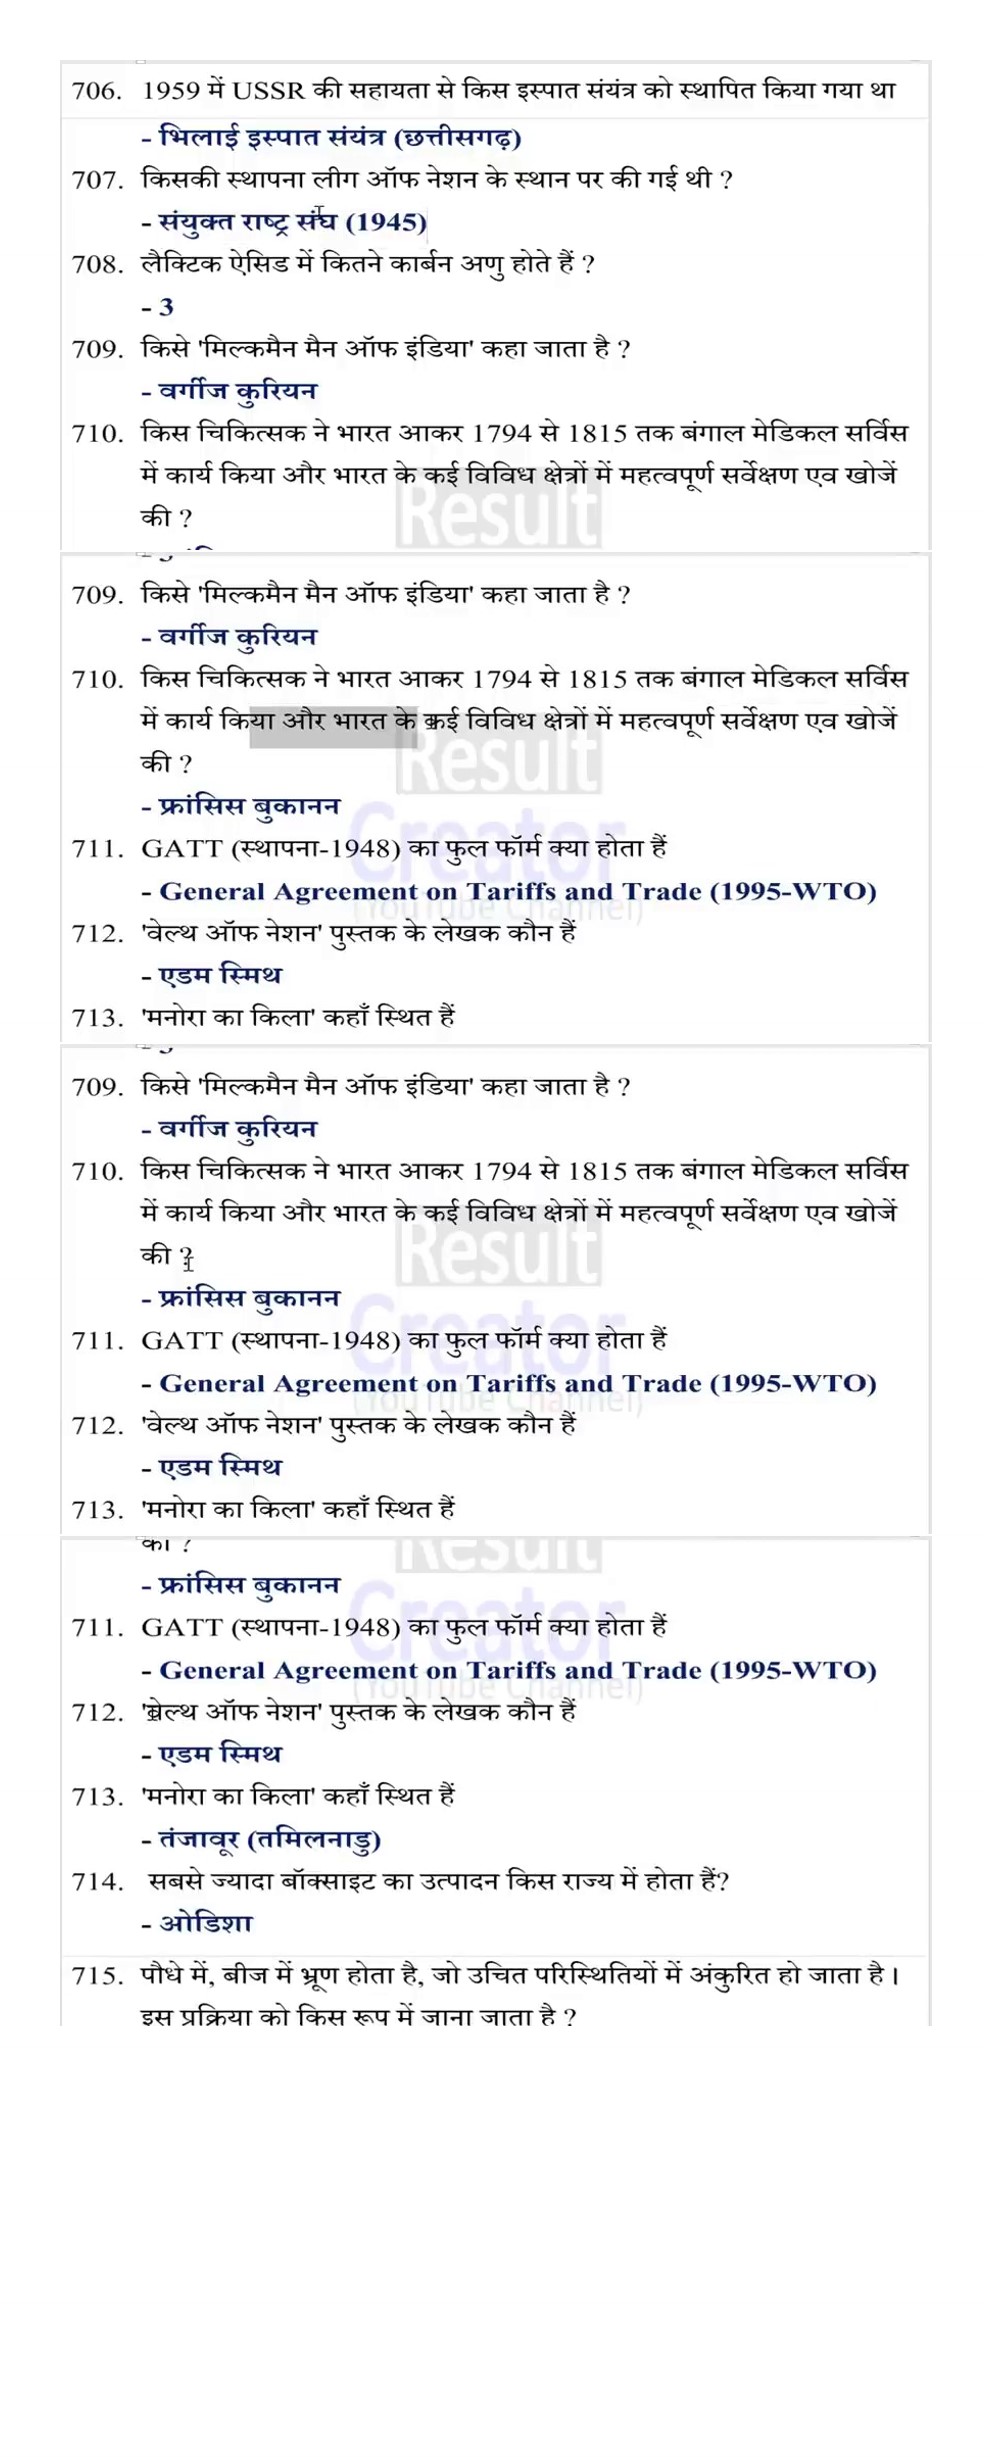 706. 1959 में USSR की सहायता से किस इस्पात संयंत्र को स्थापित किया गया था
- भिलाई इस्पात संयंत्र (छत्तीसगढ़)
707. किसकी स्थापना लीग ऑफ नेशन के स्थान पर की गई थी ?
- संयुक्त राष्ट्र संघ (1945)
708. लैक्टिक ऐसिड में कितने कार्बन अणु होते हैं ?
- 3
709. किसे 'मिल्कमैन मैन ऑफ इंडिया' कहा जाता है ?
- वर्गीज कुरियन
710. किस चिकित्सक ने भारत आकर 1794 से 1815 तक बंगाल मेडिकल सर्विस
में कार्य किया और भारत के कई विविध क्षेत्रों में महत्वपूर्ण सर्वेक्षण एव खोजें
की ?
Result
709. किसे 'मिल्कमैन मैन ऑफ इंडिया' कहा जाता है ?
- वर्गीज कुरियन
710. किस चिकित्सक ने भारत आकर 1794 से 1815 तक बंगाल मेडिकल सर्विस
में कार्य किया और भारत के कई विविध क्षेत्रों में महत्वपूर्ण सर्वेक्षण एव खोजें
की ?
Result
- फ्रांसिस बुकानन
Creator
711. GATT (स्थापना-1948) का फुल फॉर्म क्या होता हैं
- General Agreement on Tariffs and Trade (1995-WTO)
(YouTube Channel)
712. 'वेल्थ ऑफ नेशन' पुस्तक के लेखक कौन हैं
- एडम स्मिथ
713. 'मनोरा का किला' कहाँ स्थित हैं
709. किसे 'मिल्कमैन मैन ऑफ इंडिया' कहा जाता है ?
- वर्गीज कुरियन
710. किस चिकित्सक ने भारत आकर 1794 से 1815 तक बंगाल मेडिकल सर्विस
में कार्य किया और भारत के कई विविध क्षेत्रों में महत्वपूर्ण सर्वेक्षण एव खोजें
की ?
Result
- फ्रांसिस बुकानन
Creator
711. GATT (स्थापना-1948) का फुल फॉर्म क्या होता हैं
- General Agreement on Tariffs and Trade (1995-WTO)
(YouTube Channel)
712. 'वेल्थ ऑफ नेशन' पुस्तक के लेखक कौन हैं
- एडम स्मिथ
713. 'मनोरा का किला' कहाँ स्थित हैं
की ?
Result
- फ्रांसिस बुकानन
Creator
711. GATT (स्थापना-1948) का फुल फॉर्म क्या होता हैं
- General Agreement on Tariffs and Trade (1995-WTO)
(YouTube Channel)
712. 'वेल्थ ऑफ नेशन' पुस्तक के लेखक कौन हैं
- एडम स्मिथ
713. 'मनोरा का किला' कहाँ स्थित हैं
- तंजावूर (तमिलनाडु)
714. सबसे ज्यादा बॉक्साइट का उत्पादन किस राज्य में होता हैं?
- ओडिशा
715. पौधे में, बीज में भ्रूण होता है, जो उचित परिस्थितियों में अंकुरित हो जाता है।
इस प्रक्रिया को किस रूप में जाना जाता है ?